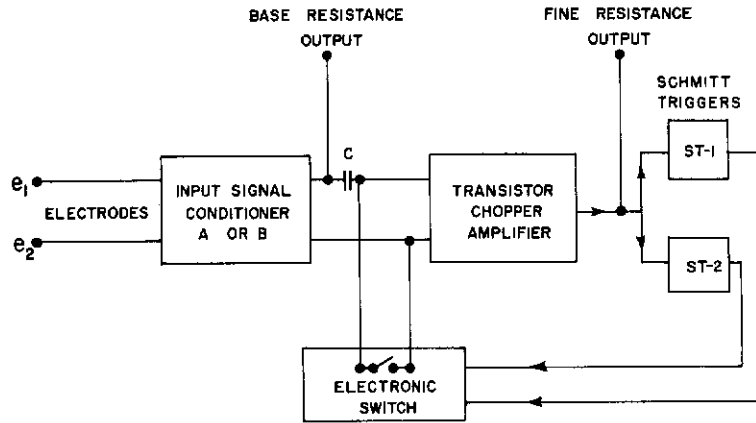 BASE RESISTANCE
OUTPUT
FINE RESISTANCE
OUTPUT
SCHMITT
TRIGGERS
ST-1
C
e1
ELECTRODES
e2
INPUT SIGNAL
CONDITIONER
A OR B
TRANSISTOR
CHOPPER
AMPLIFIER
ST-2
ELECTRONIC
SWITCH